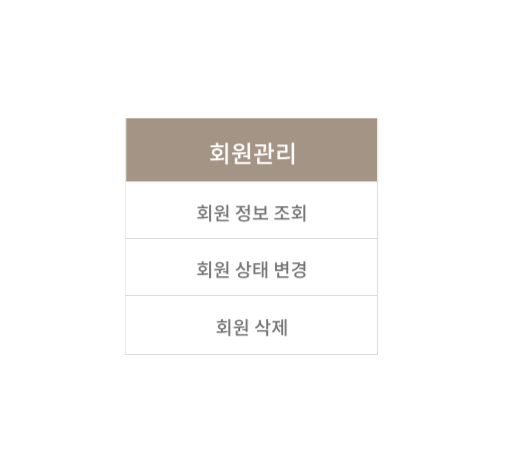 회원관리
회원 정보 조회
회원 상태 변경
회원 삭제